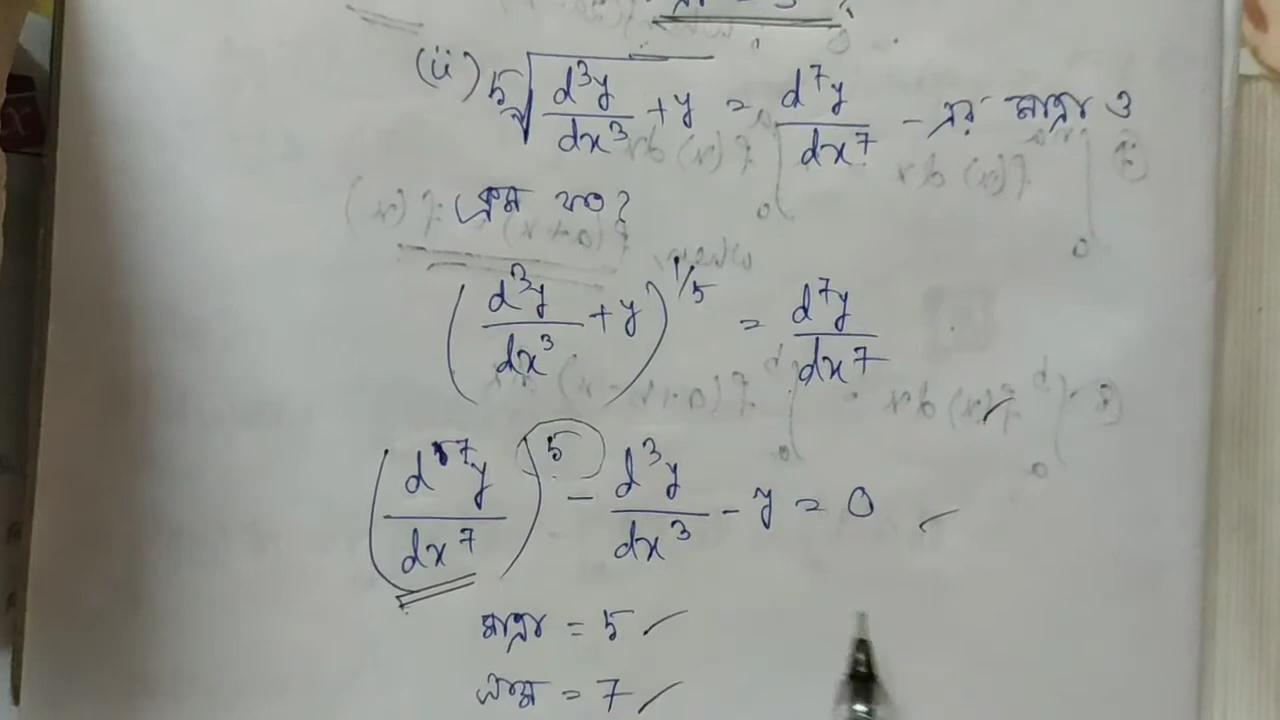 (ii) ⁵√(d³y/dx³ + y) = d⁷y/dx⁷ – এর মাত্রা ও
ক্রম কত?
(d³y/dx³ + y)^1/5 = d⁷y/dx⁷
(d⁷y/dx⁷)⁵ – d³y/dx³ – y = 0
মাত্রা = 5
ক্রম = 7